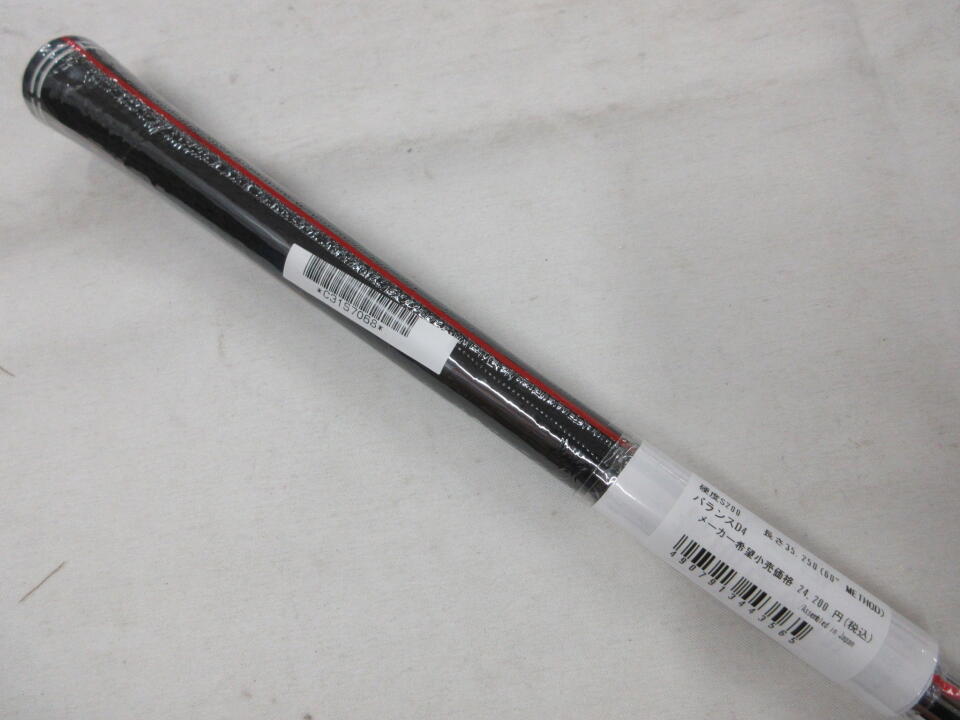 *C3157068*
硬度S200
バランスD4 長さ35.250(60° METHOD)
メーカー希望小売価格 24,200 円(税込)
/Assembled in Japan
4907913443565